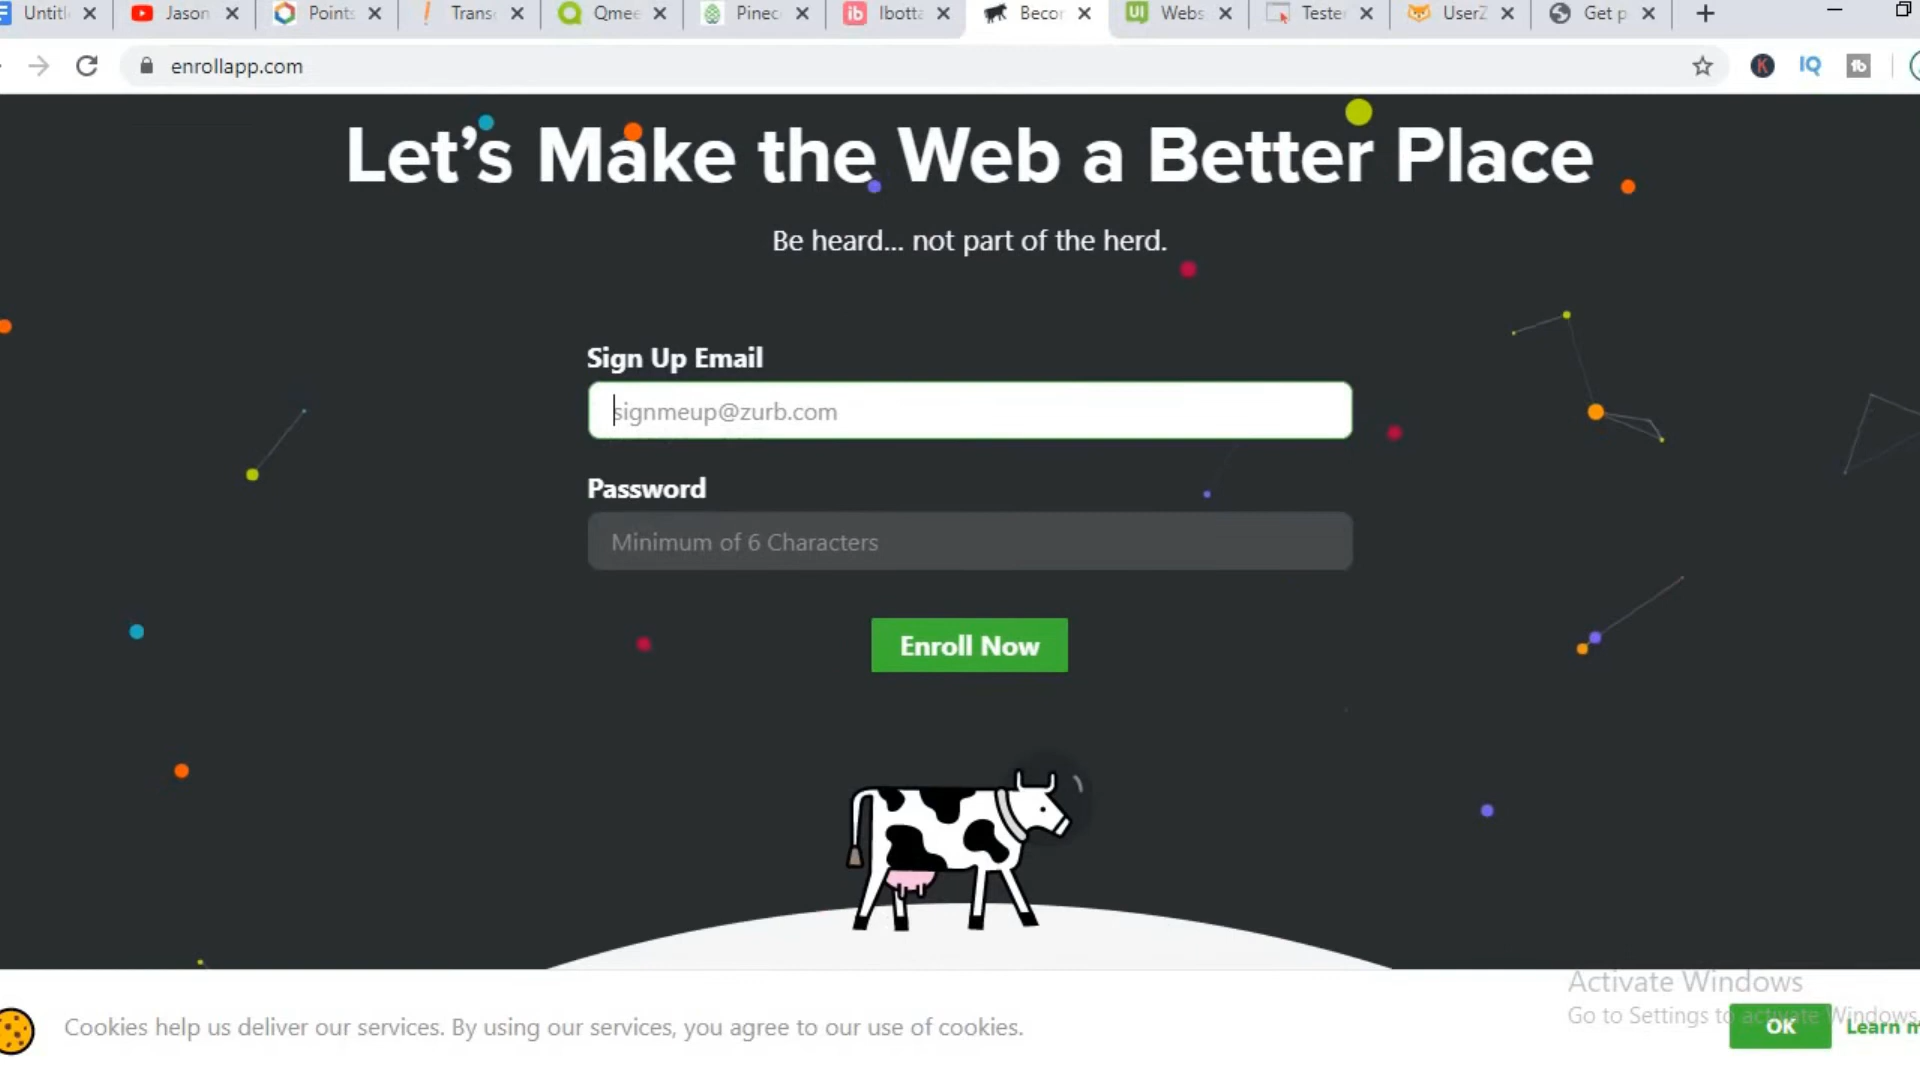 Untitl
Jason
Points
Trans
Qmee
Pinec
Ibotta
Becor
Webs
Teste
UserZ
Get p
enrollapp.com
K
IQ
Let's Make the Web a Better Place
Be heard... not part of the herd.
Sign Up Email
signmeup@zurb.com
Password
Minimum of 6 Characters
Enroll Now
Activate Windows
Go to Settings to activate Windows.
Cookies help us deliver our services. By using our services, you agree to our use of cookies.
OK
Learn m